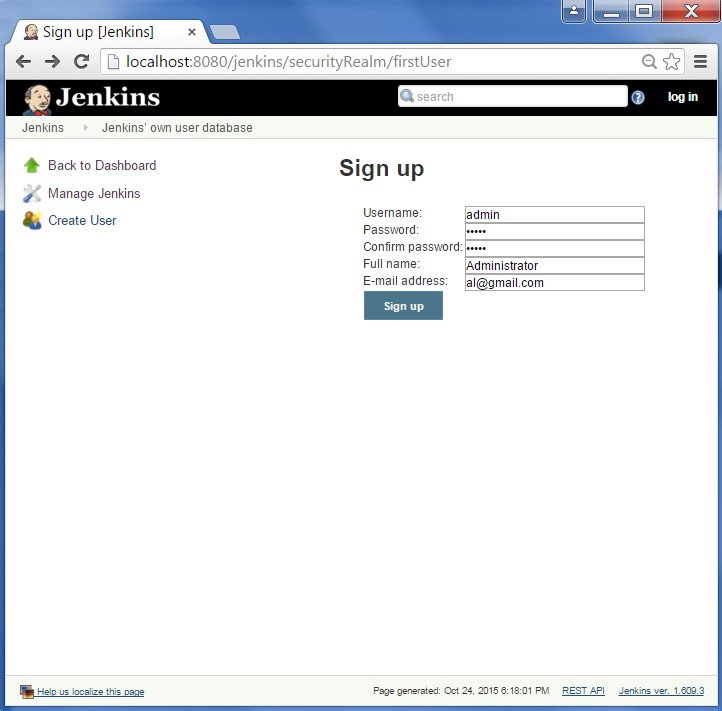 Sign up [Jenkins]
localhost:8080/jenkins/securityRealm/firstUser
Jenkins search log in
Jenkins Jenkins' own user database
Back to Dashboard
Manage Jenkins
Create User
Sign up
Username: admin
Password: •••••
Confirm password: •••••
Full name: Administrator
E-mail address: al@gmail.com
Sign up
Help us localize this page Page generated: Oct 24, 2015 6:18:01 PM REST API Jenkins ver. 1.609.3